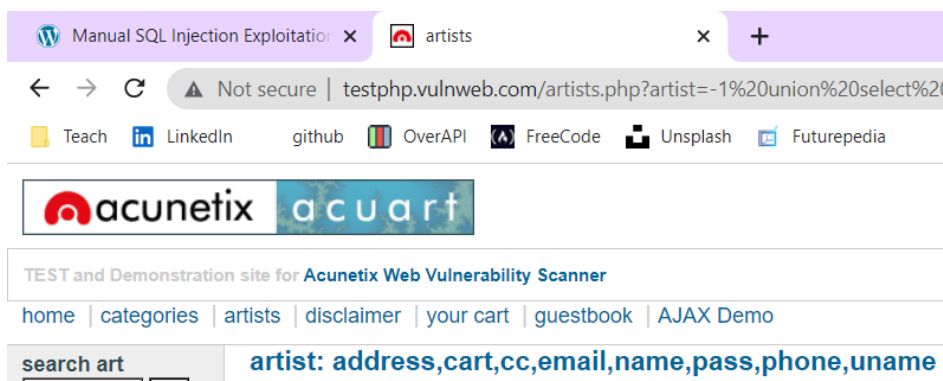 Manual SQL Injection Exploitation
artists
Not secure | testphp.vulnweb.com/artists.php?artist=-1%20union%20select%20
Teach LinkedIn github OverAPI FreeCode Unsplash Futurepedia
acunetix acuart
TEST and Demonstration site for Acunetix Web Vulnerability Scanner
home | categories | artists | disclaimer | your cart | guestbook | AJAX Demo
search art
artist: address,cart,cc,email,name,pass,phone,uname